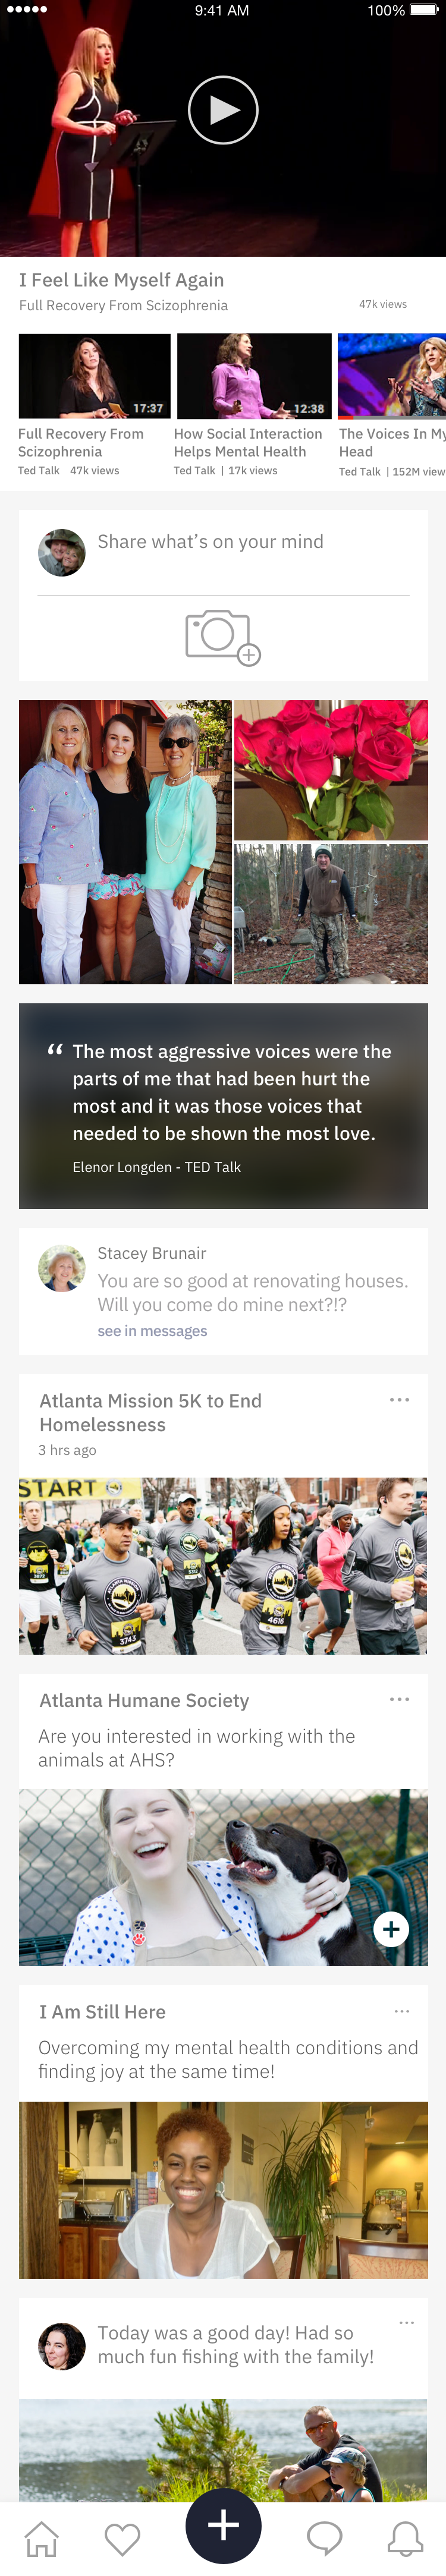 9:41 AM
100%
I Feel Like Myself Again
Full Recovery From Scizophrenia
47k views
17:37
12:38
Full Recovery From
Scizophrenia
Ted Talk 47k views
How Social Interaction
Helps Mental Health
Ted Talk | 17k views
The Voices In My
Head
Ted Talk | 152M view
Share what's on your mind
“ The most aggressive voices were the
parts of me that had been hurt the
most and it was those voices that
needed to be shown the most love.
Elenor Longden - TED Talk
Stacey Brunair
You are so good at renovating houses.
Will you come do mine next?!?
see in messages
Atlanta Mission 5K to End
Homelessness
3 hrs ago
START
3743
4616
Atlanta Humane Society
Are you interested in working with the
animals at AHS?
I Am Still Here
Overcoming my mental health conditions and
finding joy at the same time!
Today was a good day! Had so
much fun fishing with the family!